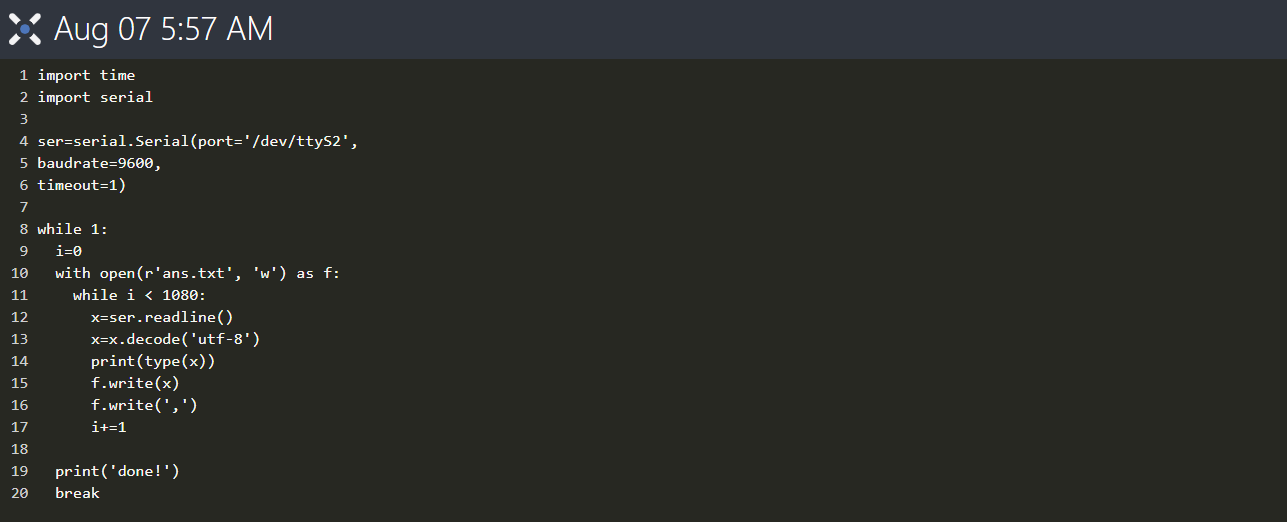 Aug 07 5:57 AM
1 import time
2 import serial
3
4 ser=serial.Serial(port='/dev/ttyS2',
5 baudrate=9600,
6 timeout=1)
7
8 while 1:
9   i=0
10   with open(r'ans.txt', 'w') as f:
11     while i < 1080:
12       x=ser.readline()
13       x=x.decode('utf-8')
14       print(type(x))
15       f.write(x)
16       f.write(',')
17       i+=1
18
19   print('done!')
20   break